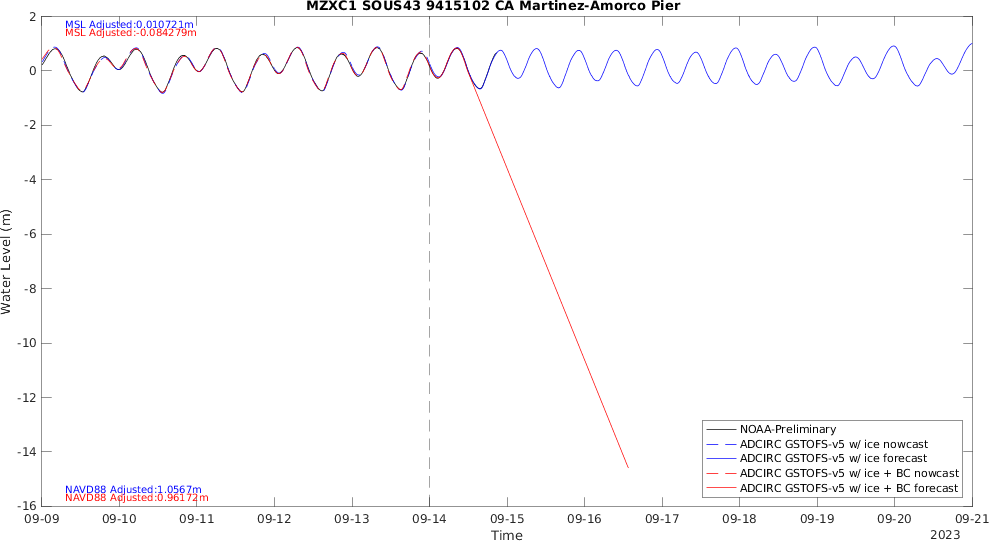 MZXC1 SOUS43 9415102 CA Martinez-Amorco Pier
MSL Adjusted:0.010721m
MSL Adjusted:-0.084279m
2
0
-2
-4
-6
-8
-10
-12
-14
-16
Water Level (m)
NOAA-Preliminary
ADCIRC GSTOFS-v5 w/ ice nowcast
ADCIRC GSTOFS-v5 w/ ice forecast
ADCIRC GSTOFS-v5 w/ ice + BC nowcast
ADCIRC GSTOFS-v5 w/ ice + BC forecast
NAVD88 Adjusted:1.0567m
NAVD88 Adjusted:0.96172m
09-09 09-10 09-11 09-12 09-13 09-14 09-15 09-16 09-17 09-18 09-19 09-20 09-21
Time
2023